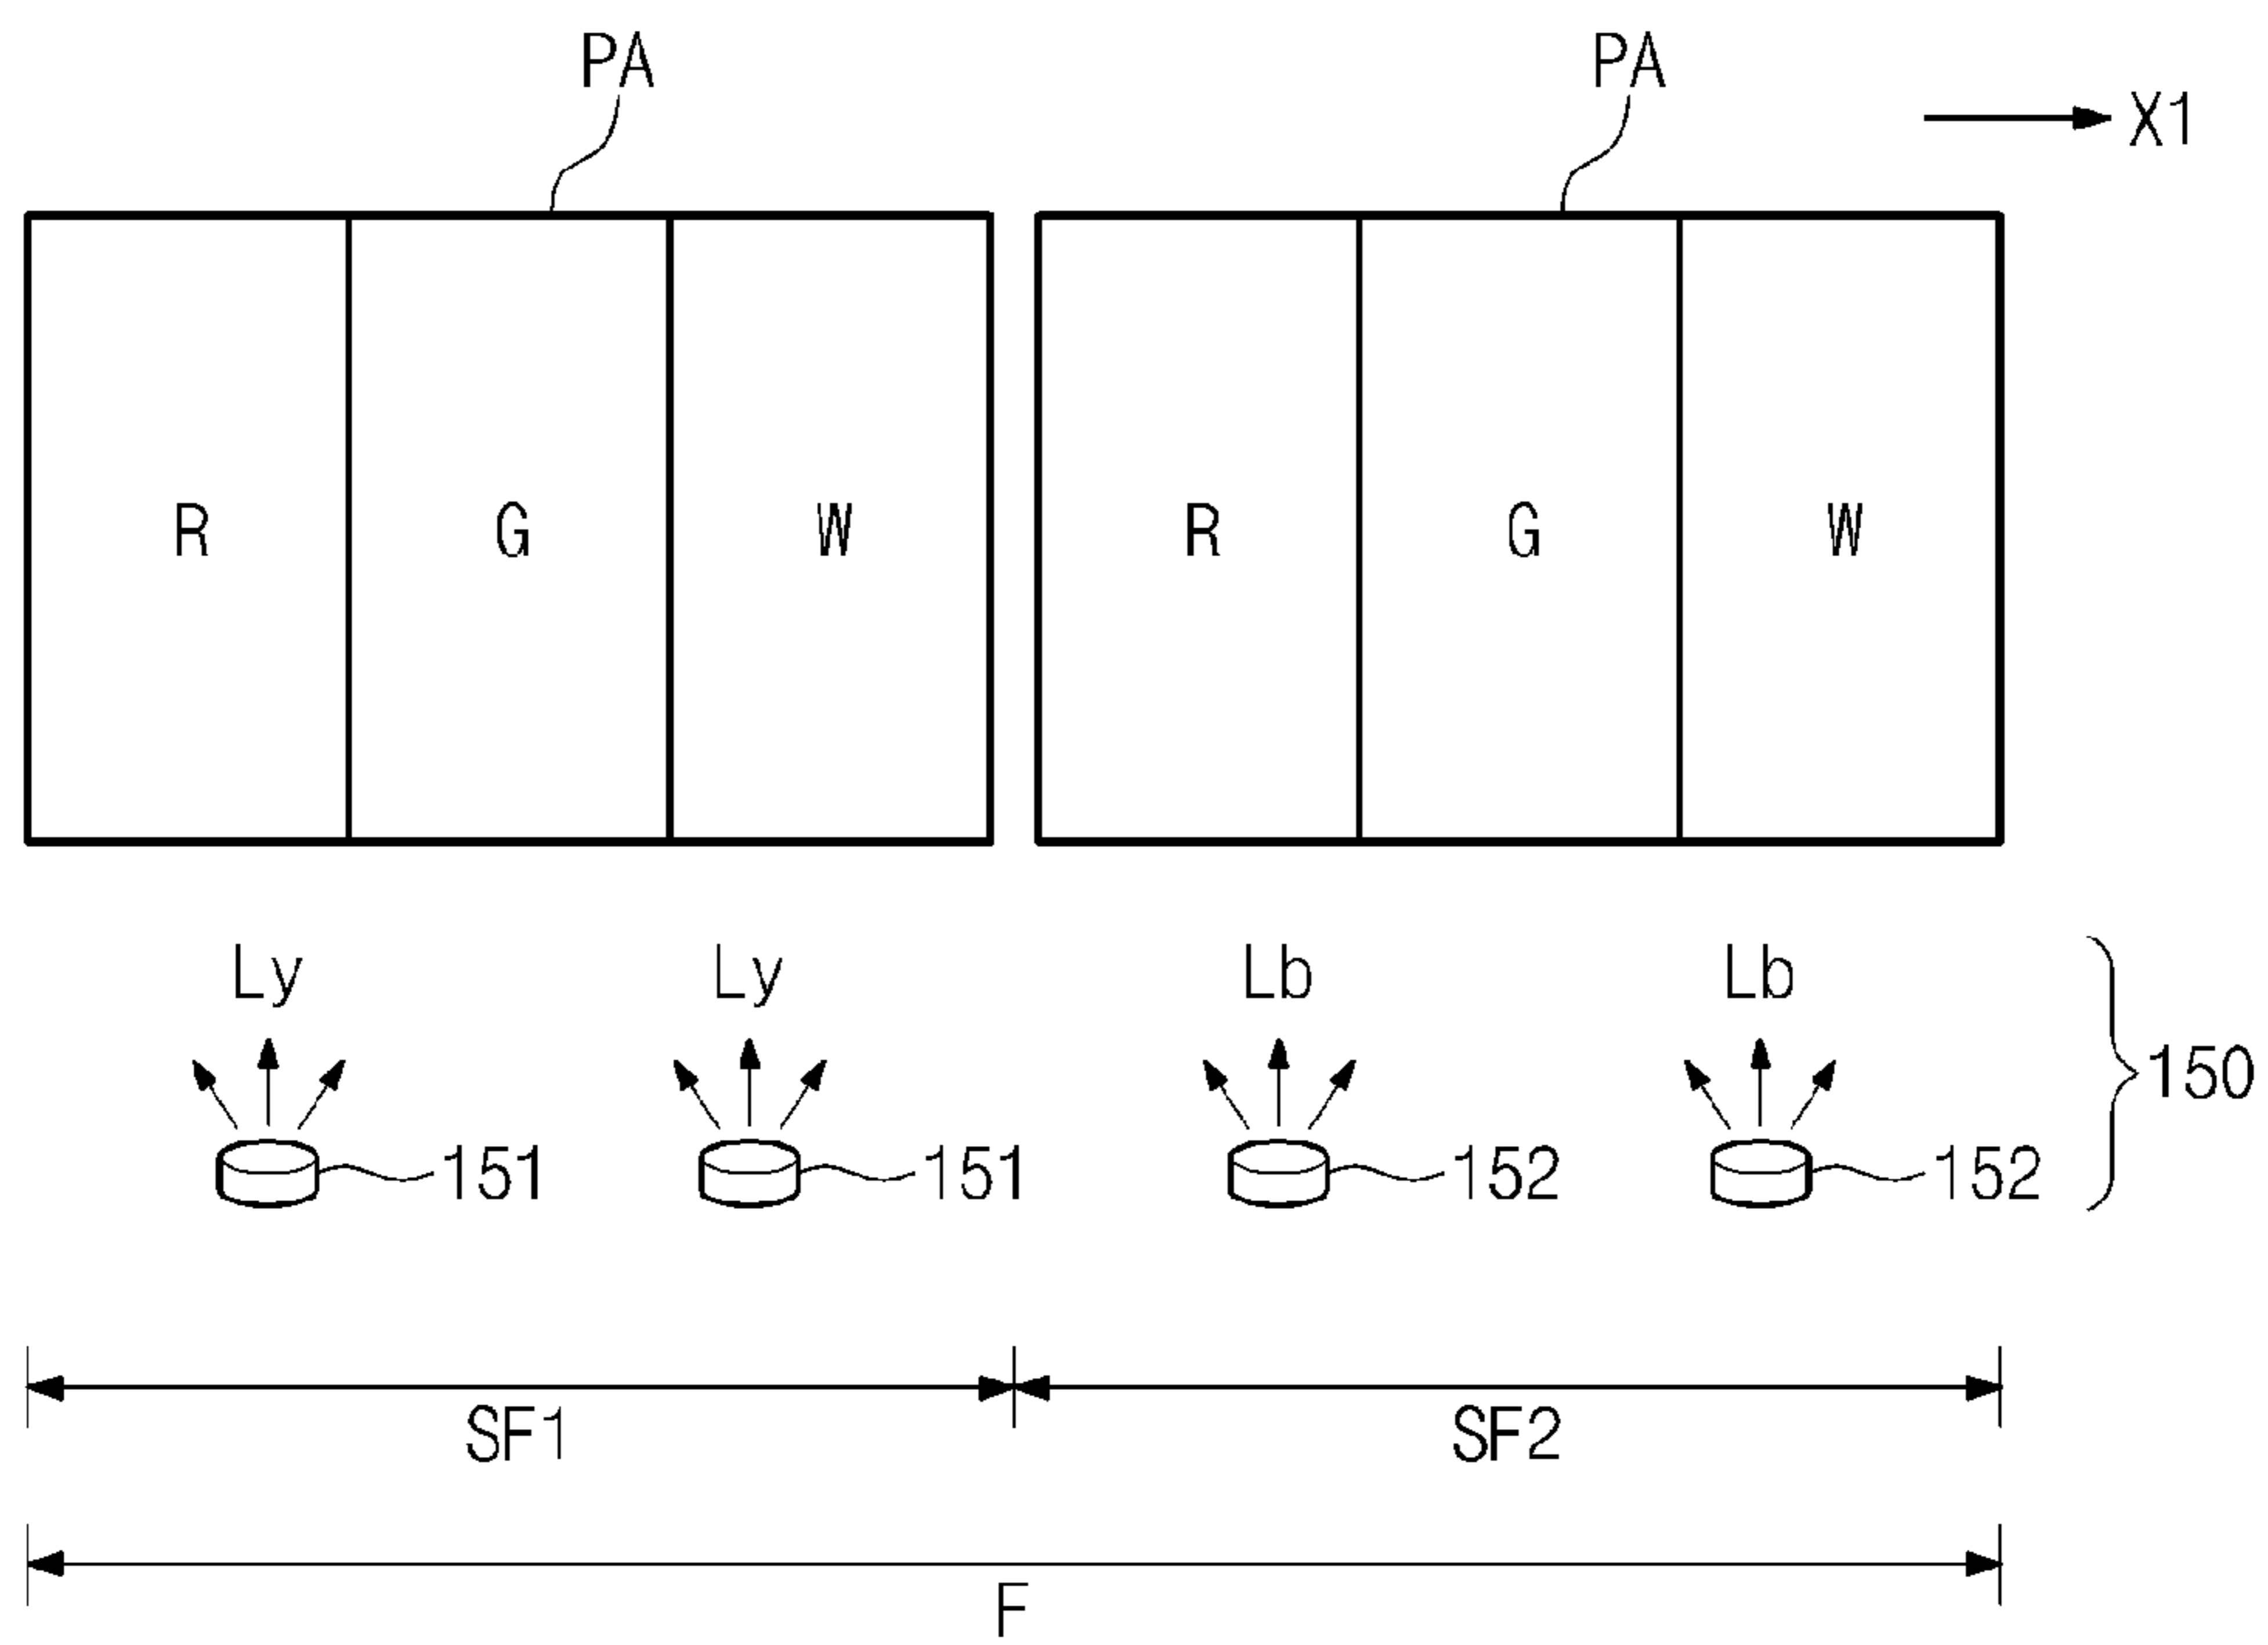 PA PA
X1
R G W R G W
Ly Ly Lb Lb
150
151 151 152 152
SF1 SF2
F